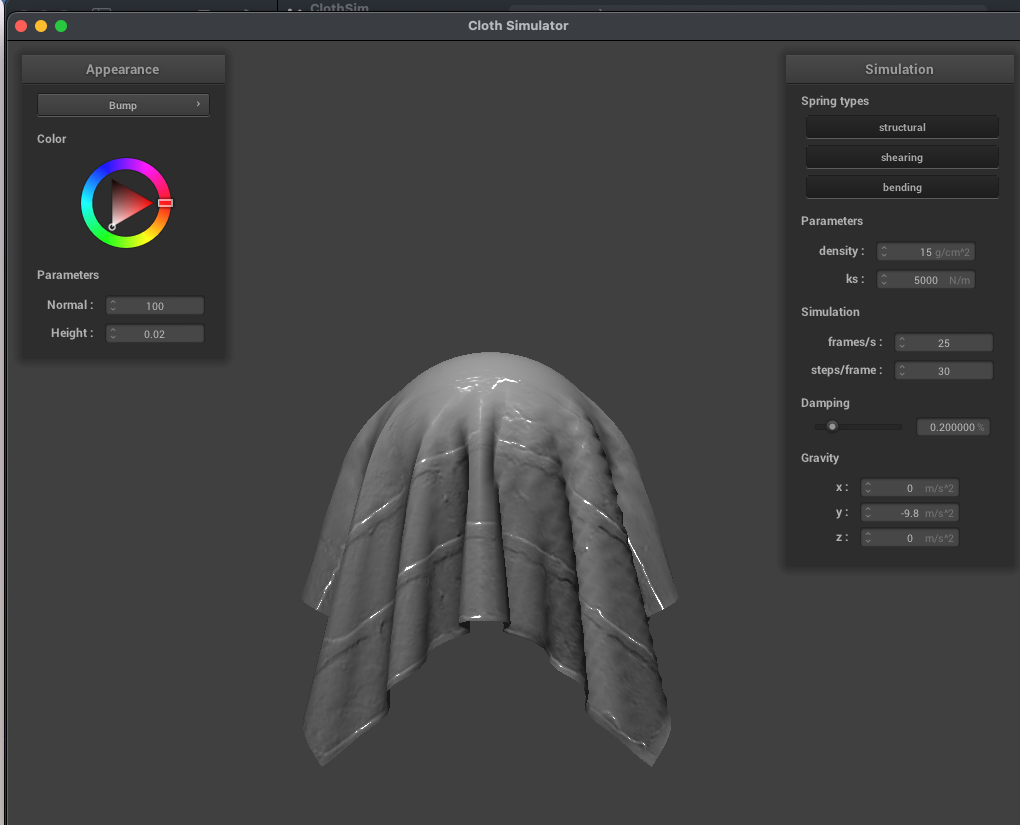 ClothSim
Cloth Simulator
Appearance
Bump
Color
Parameters
Normal : 100
Height : 0.02
Simulation
Spring types
structural
shearing
bending
Parameters
density : 15 g/cm^2
ks : 5000 N/m
Simulation
frames/s : 25
steps/frame : 30
Damping
0.200000 %
Gravity
x : 0 m/s^2
y : -9.8 m/s^2
z : 0 m/s^2